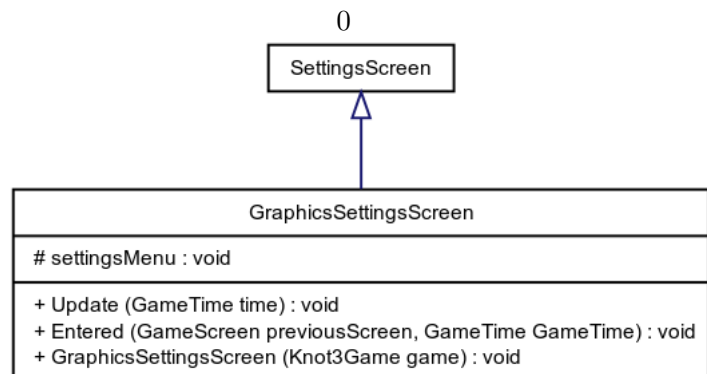 0
SettingsScreen
GraphicsSettingsScreen
# settingsMenu : void
+ Update (GameTime time) : void
+ Entered (GameScreen previousScreen, GameTime GameTime) : void
+ GraphicsSettingsScreen (Knot3Game game) : void